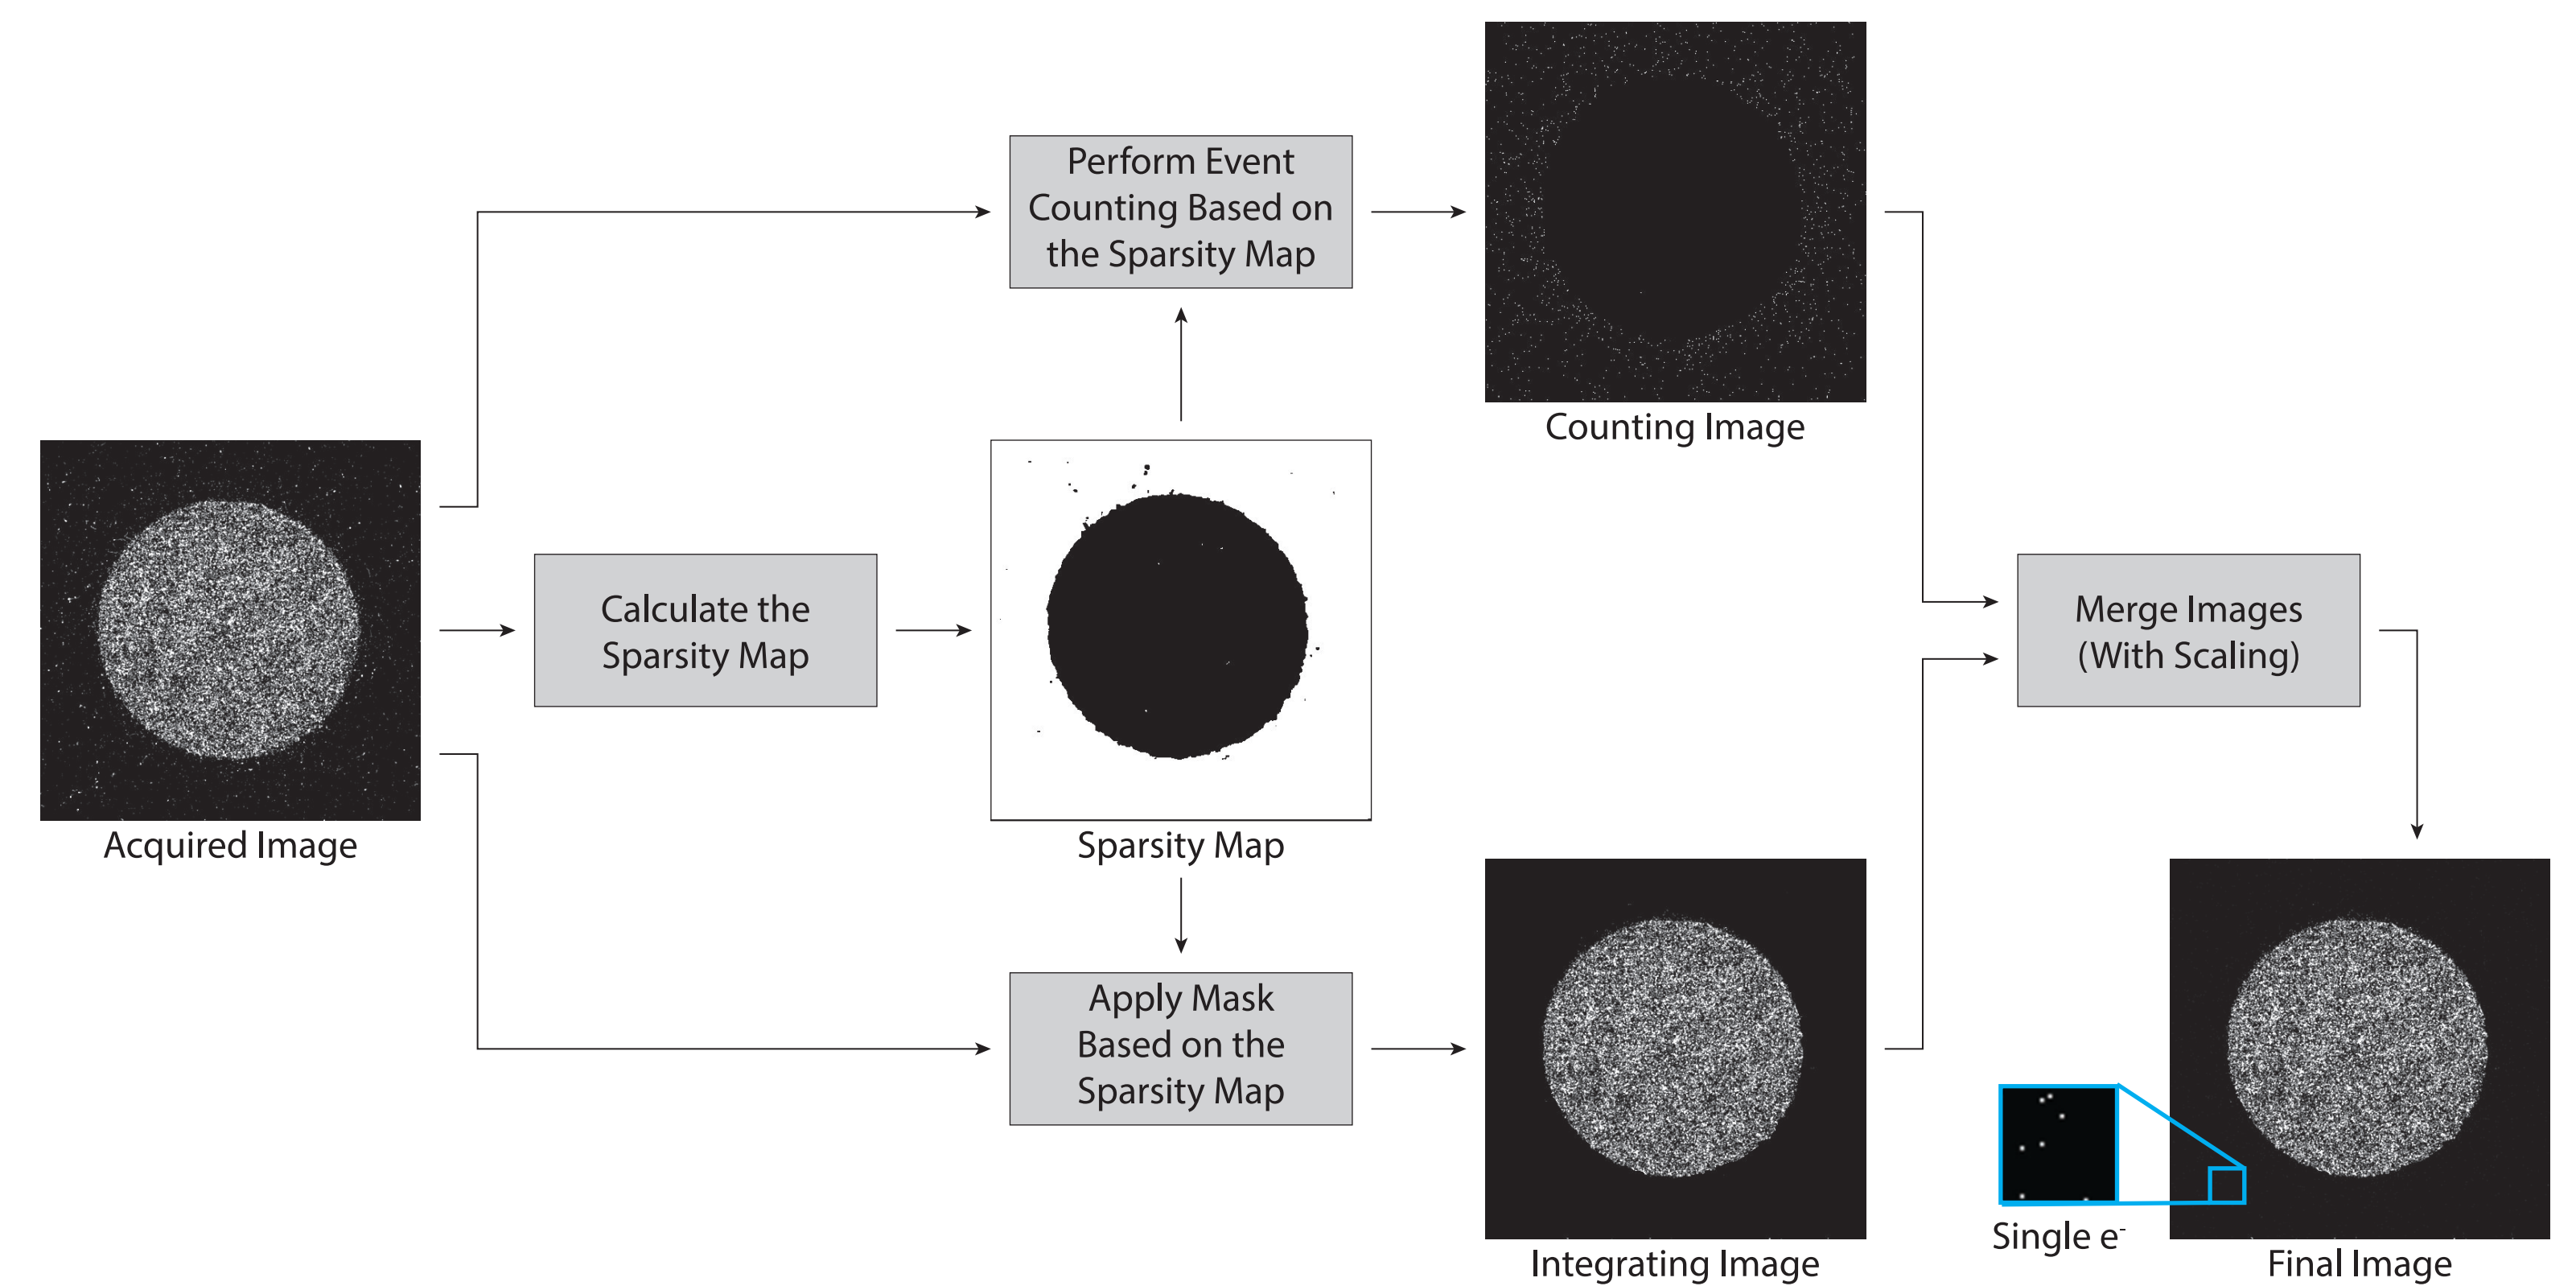 Perform Event
Counting Based on
the Sparsity Map
Counting Image
Calculate the
Sparsity Map
Merge Images
(With Scaling)
Acquired Image
Sparsity Map
Apply Mask
Based on the
Sparsity Map
Single e⁻
Integrating Image
Final Image